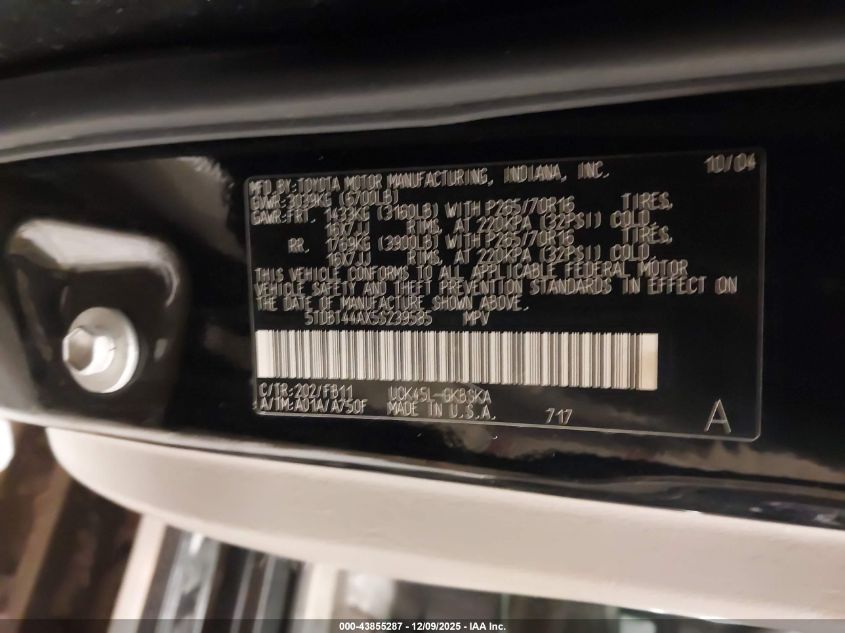 MFD BY:TOYOTA MOTOR MANUFACTURING, INDIANA, INC. 10/04
GVWR:3039KG (6700LB)
GAWR:FRT. 1433KG (3160LB) WITH P265/70R16 TIRES,
16X7JJ RIMS, AT 220KPA (32PSI) COLD.
RR. 1769KG (3900LB) WITH P265/70R16 TIRES,
16X7JJ RIMS, AT 220KPA (32PSI) COLD.
THIS VEHICLE CONFORMS TO ALL APPLICABLE FEDERAL MOTOR
VEHICLE SAFETY AND THEFT PREVENTION STANDARDS IN EFFECT ON
THE DATE OF MANUFACTURE SHOWN ABOVE.
5TDBT44AX5S239585 MPV
C/TR:202/FB11 UCK45L-GKBSKA
A/TM:A01A/A750F MADE IN U.S.A. 717 A
000-43855287 - 12/09/2025 - IAA Inc.